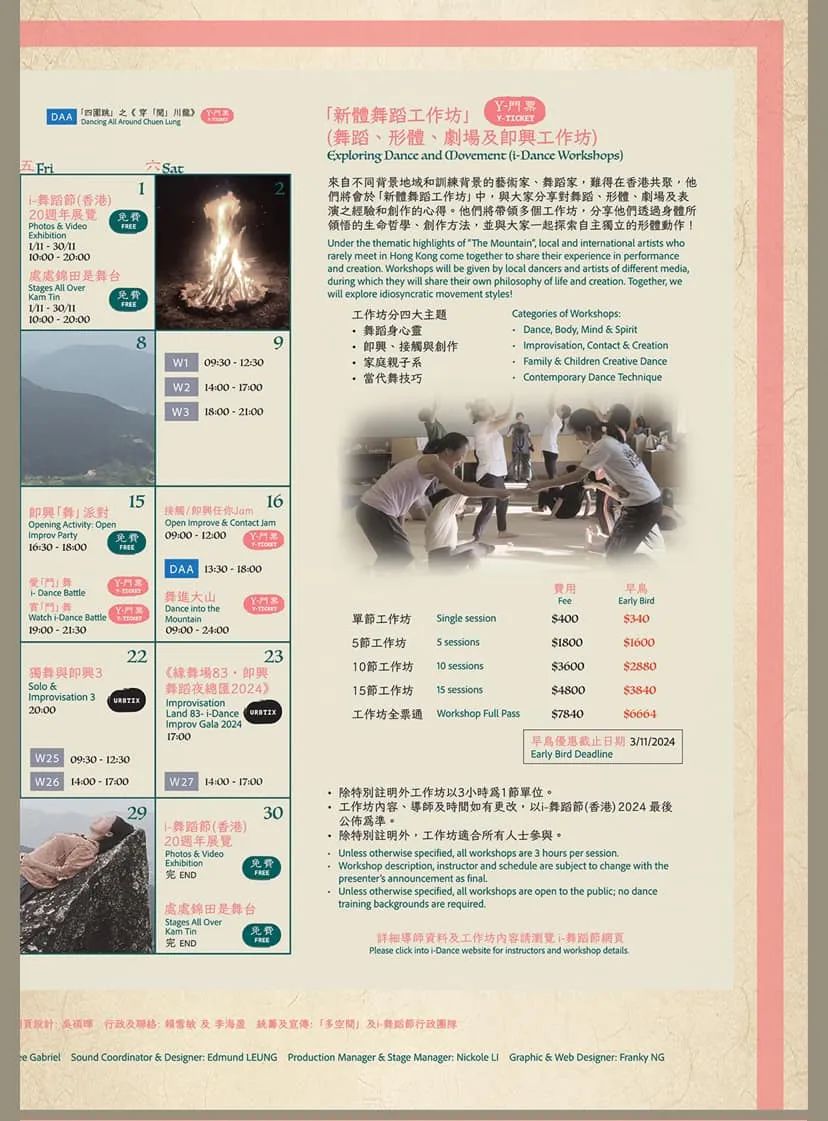 DAA 「四圍跳」之《穿「閱」川龍》 Y-門票 Y-TICKET
Dancing All Around Chuen Lung
五 Fri
六 Sat
1
i-舞蹈節(香港)
20週年展覽
Photos & Video
Exhibition
1/11 - 30/11
10:00 - 20:00
免費
FREE
處處錦田是舞台
Stages All Over
Kam Tin
1/11 - 30/11
10:00 - 20:00
免費
FREE
2
8
9
W1 09:30 - 12:30
W2 14:00 - 17:00
W3 18:00 - 21:00
15
即興「舞」派對
Opening Activity: Open
Improv Party
16:30 - 18:00
免費
FREE
愛「鬥」舞
i- Dance Battle
Y-門票
Y-TICKET
賞「鬥」舞
Watch i-Dance Battle
19:00 - 21:30
Y-門票
Y-TICKET
16
接觸/即興任你Jam
Open Improve & Contact Jam
09:00 - 12:00
Y-門票
Y-TICKET
DAA 13:30 - 18:00
舞進大山
Dance into the
Mountain
09:00 - 24:00
Y-門票
Y-TICKET
22
獨舞與即興3
Solo &
Improvisation 3
20:00
URBTIX
W25 09:30 - 12:30
W26 14:00 - 17:00
23
《緣舞場83・即興
舞蹈夜總匯2024》
Improvisation
Land 83- i-Dance
Improv Gala 2024
17:00
URBTIX
W27 14:00 - 17:00
29
30
i-舞蹈節(香港)
20週年展覽
Photos & Video
Exhibition
完 END
免費
FREE
處處錦田是舞台
Stages All Over
Kam Tin
完 END
免費
FREE
「新體舞蹈工作坊」 Y-門票 Y-TICKET
(舞蹈、形體、劇場及即興工作坊)
Exploring Dance and Movement (i-Dance Workshops)
來自不同背景地域和訓練背景的藝術家、舞蹈家，難得在香港共聚，他
們將會於「新體舞蹈工作坊」中，與大家分享對舞蹈、形體、劇場及表
演之經驗和創作的心得。他們將帶領多個工作坊，分享他們透過身體所
領悟的生命哲學、創作方法，並與大家一起探索自主獨立的形體動作！
Under the thematic highlights of "The Mountain", local and international artists who
rarely meet in Hong Kong come together to share their experience in performance
and creation. Workshops will be given by local dancers and artists of different media,
during which they will share their own philosophy of life and creation. Together, we
will explore idiosyncratic movement styles!
工作坊分四大主題
• 舞蹈身心靈
• 即興、接觸與創作
• 家庭親子系
• 當代舞技巧
Categories of Workshops:
• Dance, Body, Mind & Spirit
• Improvisation, Contact & Creation
• Family & Children Creative Dance
• Contemporary Dance Technique
費用 早鳥
Fee Early Bird
單節工作坊 Single session $400 $340
5節工作坊 5 sessions $1800 $1600
10節工作坊 10 sessions $3600 $2880
15節工作坊 15 sessions $4800 $3840
工作坊全票通 Workshop Full Pass $7840 $6664
早鳥優惠截止日期 3/11/2024
Early Bird Deadline
• 除特別註明外工作坊以3小時為1節單位。
• 工作坊內容、導師及時間如有更改，以i-舞蹈節(香港) 2024 最後
公佈為準。
• 除特別註明外，工作坊適合所有人士參與。
• Unless otherwise specified, all workshops are 3 hours per session.
• Workshop description, instructor and schedule are subject to change with the
presenter's announcement as final.
• Unless otherwise specified, all workshops are open to the public; no dance
training backgrounds are required.
詳細導師資料及工作坊內容請瀏覽 i-舞蹈節網頁
Please click into i-Dance website for instructors and workshop details.
頁設計: 吳碩暉 行政及聯絡: 賴雪敏 及 李海盈 統籌及宣傳:「多空間」及i-舞蹈節行政團隊
ee Gabriel Sound Coordinator & Designer: Edmund LEUNG Production Manager & Stage Manager: Nickole LI Graphic & Web Designer: Franky NG